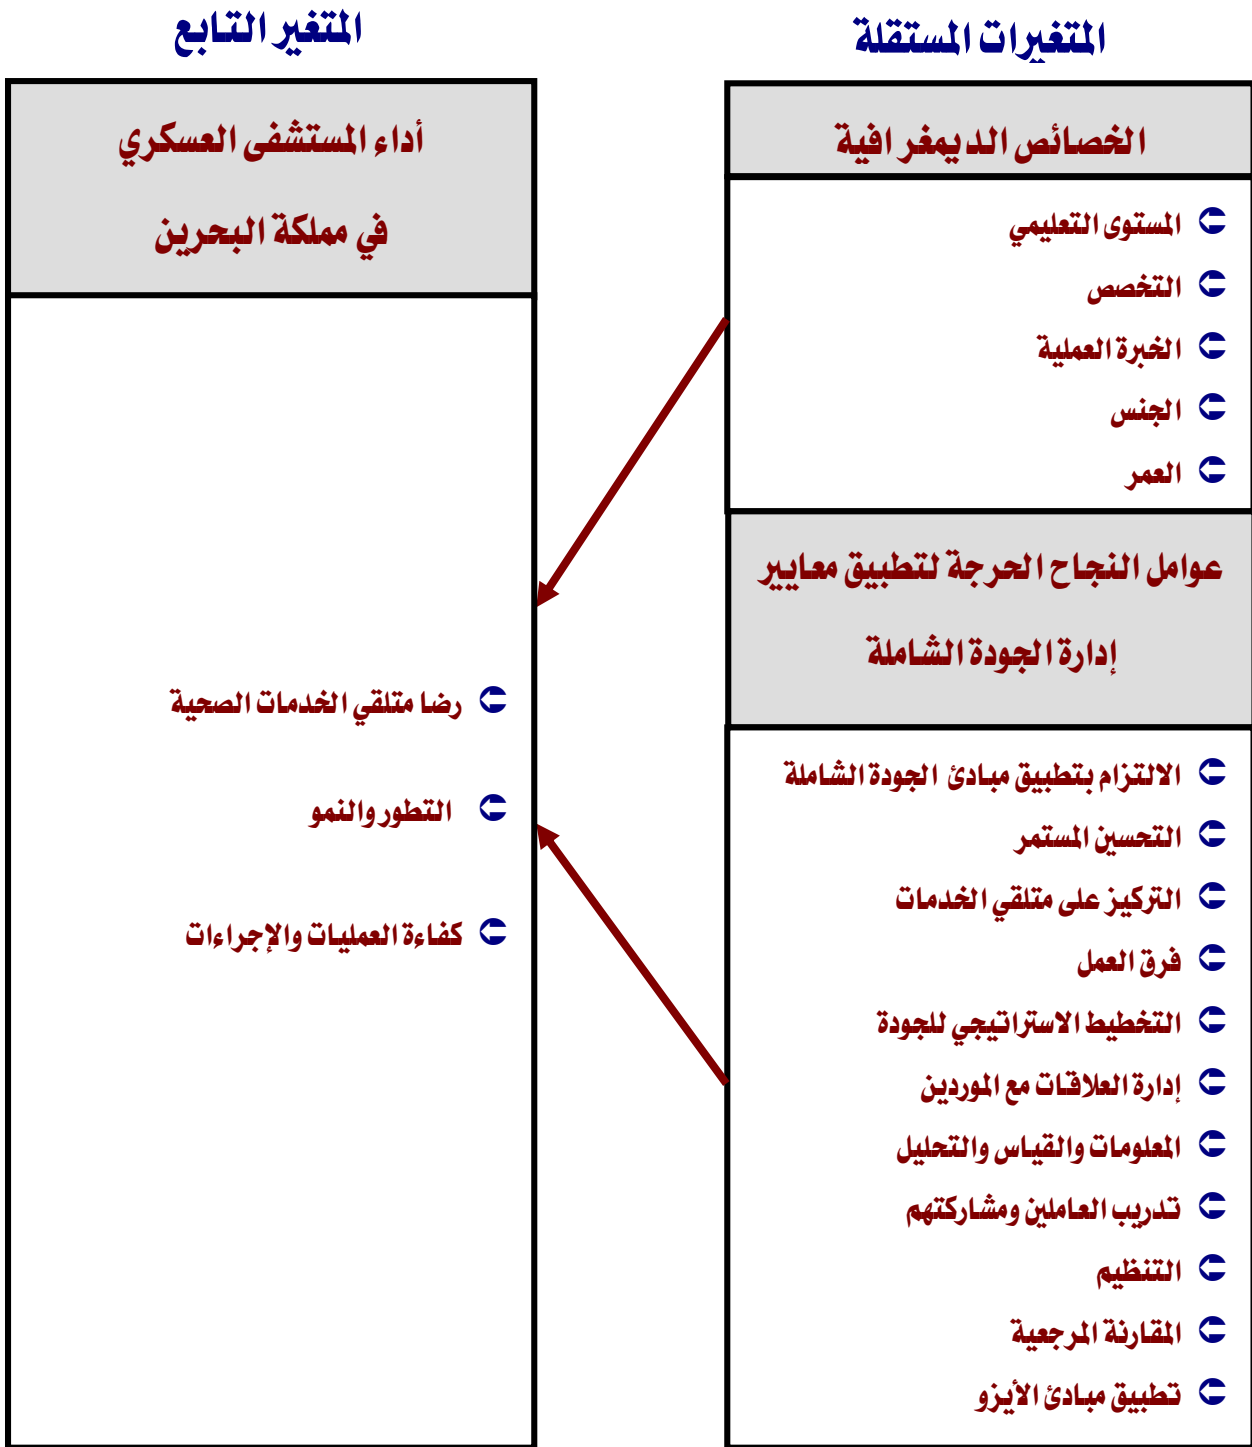 المتغيرات المستقلة
الخصائص الديمغرافية
المستوى التعليمي
التخصص
الخبرة العملية
الجنس
العمر
عوامل النجاح الحرجة لتطبيق معايير
إدارة الجودة الشاملة
الالتزام بتطبيق مبادئ الجودة الشاملة
التحسين المستمر
التركيز على متلقي الخدمات
فرق العمل
التخطيط الاستراتيجي للجودة
إدارة العلاقات مع الموردين
المعلومات والقياس والتحليل
تدريب العاملين ومشاركتهم
التنظيم
المقارنة المرجعية
تطبيق مبادئ الأيزو
المتغير التابع
أداء المستشفى العسكري
في مملكة البحرين
رضا متلقي الخدمات الصحية
التطور والنمو
كفاءة العمليات والإجراءات